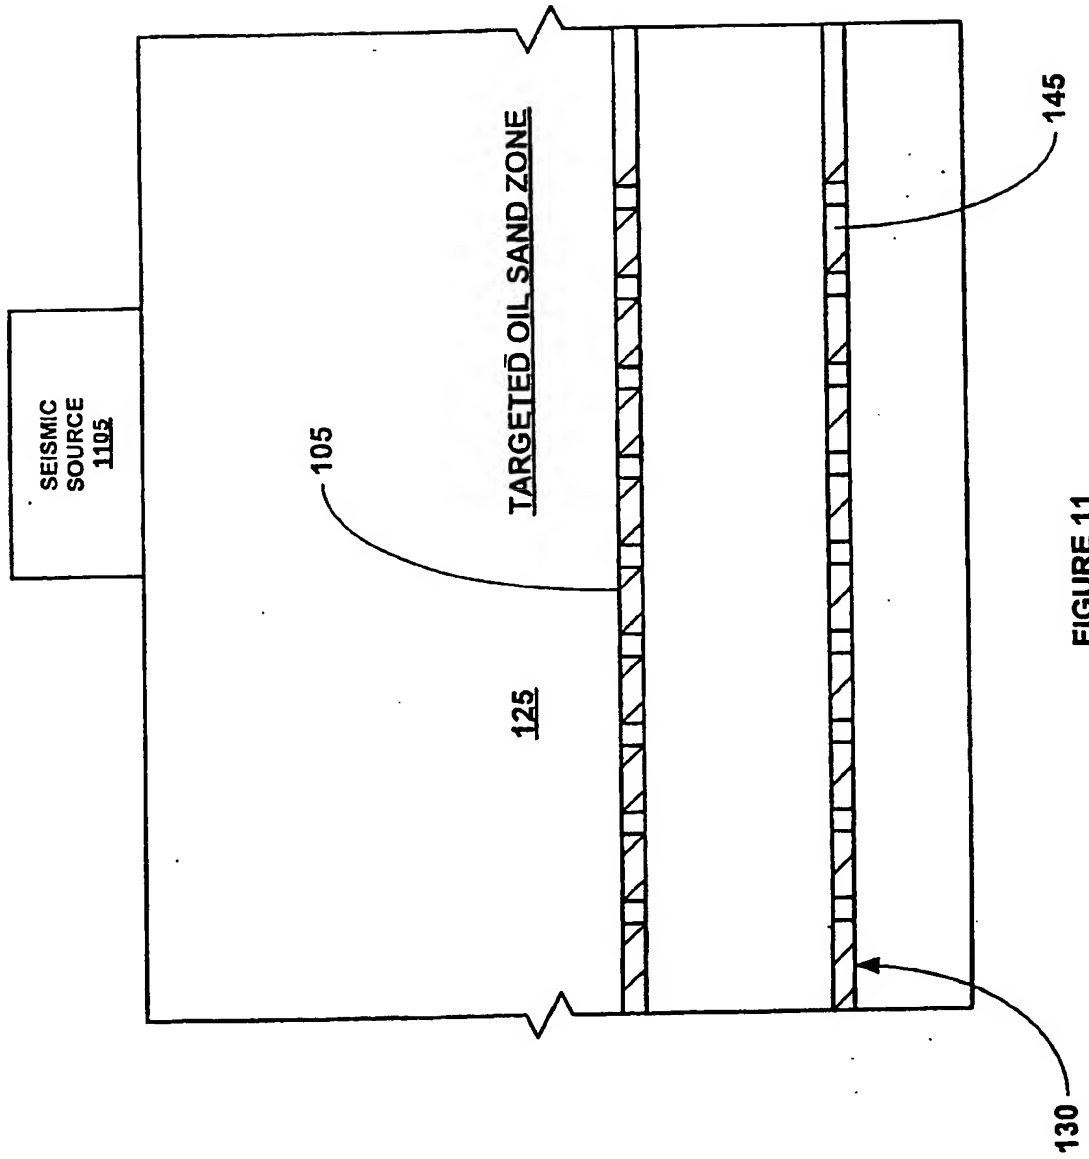 SEISMIC
SOURCE
1105
105
TARGETED OIL SAND ZONE
125
145
130
FIGURE 11